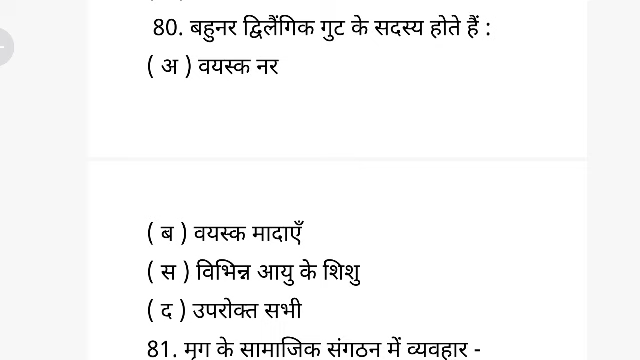 80. बहुनर द्विलैंगिक गुट के सदस्य होते हैं :
( अ ) वयस्क नर
( ब ) वयस्क मादाएँ
( स ) विभिन्न आयु के शिशु
( द ) उपरोक्त सभी
81. मृग के सामाजिक संगठन में व्यवहार -